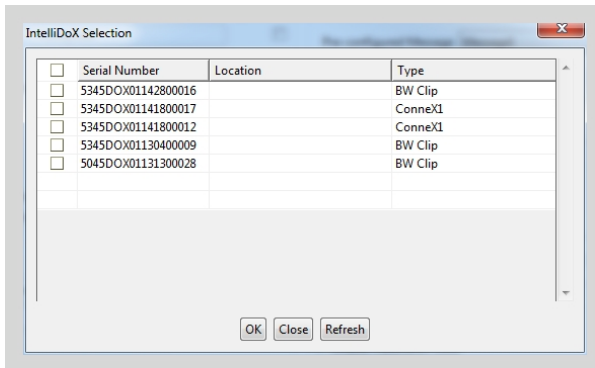 IntelliDoX Selection
Serial Number Location Type
5345DOX01142800016 BW Clip
5345DOX01141800017 ConneX1
5345DOX01141800012 ConneX1
5345DOX01130400009 BW Clip
5045DOX01131300028 BW Clip
OK Close Refresh